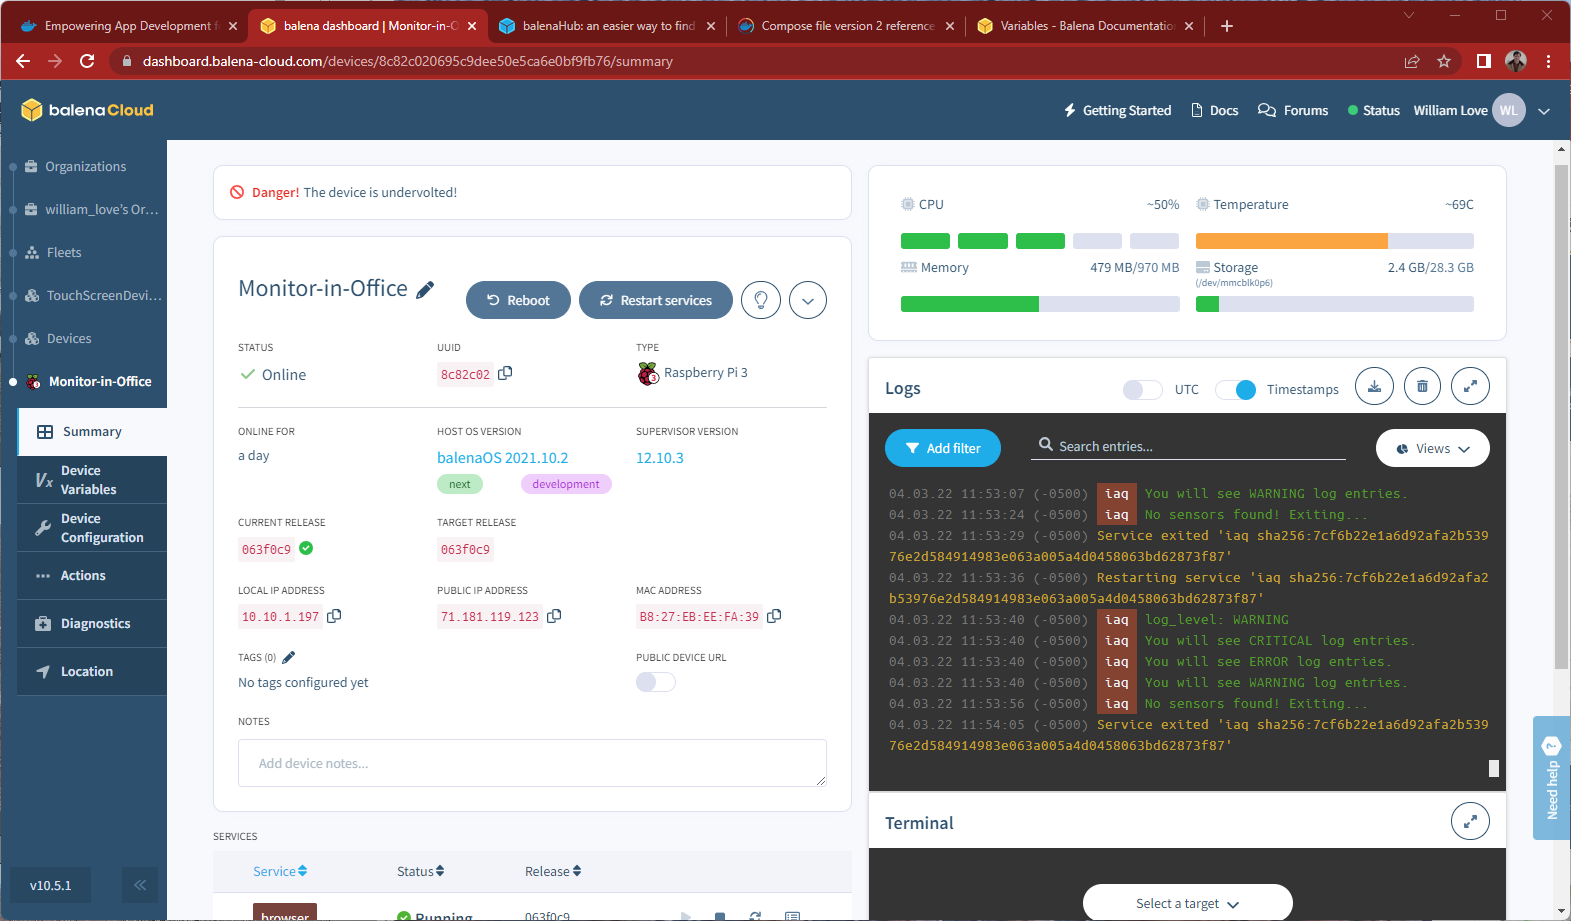 Empowering App Development f
balena dashboard | Monitor-in-O
balenaHub: an easier way to find
Compose file version 2 reference
Variables - Balena Documentatio
dashboard.balena-cloud.com/devices/8c82c020695c9dee50e5ca6e0bf9fb76/summary
balenaCloud
Getting Started
Docs
Forums
Status
William Love
WL
Organizations
william_love's Or...
Fleets
TouchScreenDevi...
Devices
Monitor-in-Office
Summary
Device
Variables
Device
Configuration
Actions
Diagnostics
Location
v10.5.1
Danger! The device is undervolted!
Monitor-in-Office
Reboot
Restart services
STATUS
Online
UUID
8c82c02
TYPE
Raspberry Pi 3
ONLINE FOR
a day
HOST OS VERSION
balenaOS 2021.10.2
next
development
SUPERVISOR VERSION
12.10.3
CURRENT RELEASE
063f0c9
TARGET RELEASE
063f0c9
LOCAL IP ADDRESS
10.10.1.197
PUBLIC IP ADDRESS
71.181.119.123
MAC ADDRESS
B8:27:EB:EE:FA:39
TAGS (0)
No tags configured yet
PUBLIC DEVICE URL
NOTES
Add device notes...
SERVICES
Service
Status
Release
browser
Running
063f0c9
CPU
~50%
Temperature
~69C
Memory
479 MB/970 MB
Storage
(/dev/mmcblk0p6)
2.4 GB/28.3 GB
Logs
UTC
Timestamps
Add filter
Search entries...
Views
04.03.22 11:53:07 (-0500) iaq You will see WARNING log entries.
04.03.22 11:53:24 (-0500) iaq No sensors found! Exiting...
04.03.22 11:53:29 (-0500) Service exited 'iaq sha256:7cf6b22e1a6d92afa2b539
76e2d584914983e063a005a4d0458063bd62873f87'
04.03.22 11:53:36 (-0500) Restarting service 'iaq sha256:7cf6b22e1a6d92afa2
b53976e2d584914983e063a005a4d0458063bd62873f87'
04.03.22 11:53:40 (-0500) iaq log_level: WARNING
04.03.22 11:53:40 (-0500) iaq You will see CRITICAL log entries.
04.03.22 11:53:40 (-0500) iaq You will see ERROR log entries.
04.03.22 11:53:40 (-0500) iaq You will see WARNING log entries.
04.03.22 11:53:56 (-0500) iaq No sensors found! Exiting...
04.03.22 11:54:05 (-0500) Service exited 'iaq sha256:7cf6b22e1a6d92afa2b539
76e2d584914983e063a005a4d0458063bd62873f87'
Terminal
Select a target
Need help